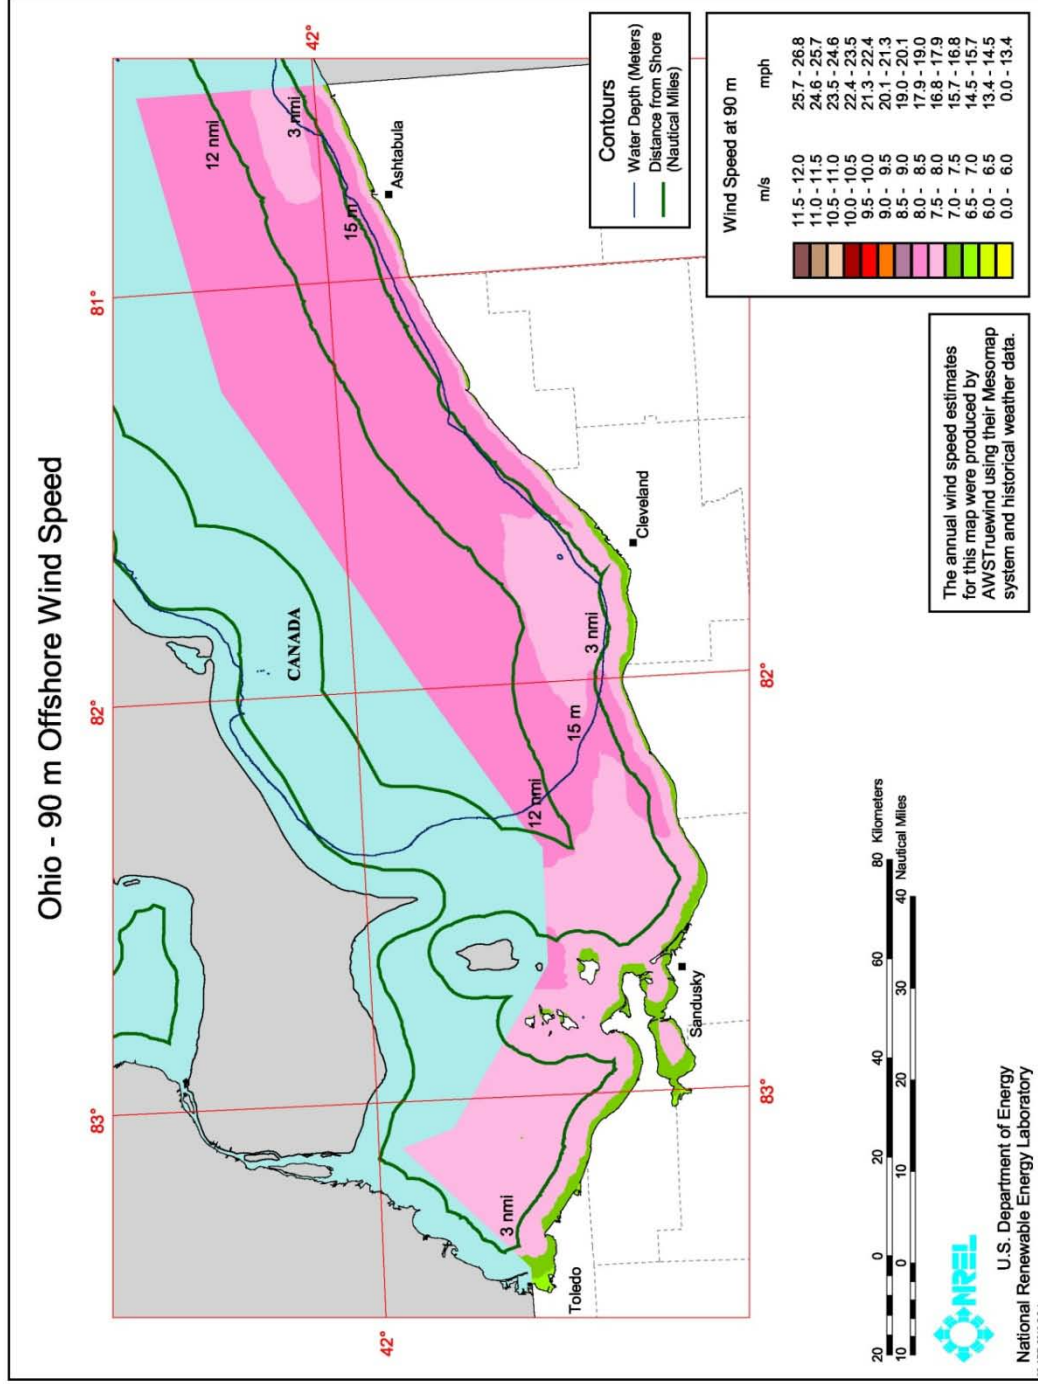 Ohio - 90 m Offshore Wind Speed
83°
82°
81°
42°
42°
83°
82°
CANADA
12 nmi
3 nmi
15 m
12 nmi
15 m
3 nmi
3 nmi
Toledo
Sandusky
Cleveland
Ashtabula
Contours
Water Depth (Meters)
Distance from Shore
(Nautical Miles)
Wind Speed at 90 m
m/s mph
11.5 - 12.0 25.7 - 26.8
11.0 - 11.5 24.6 - 25.7
10.5 - 11.0 23.5 - 24.6
10.0 - 10.5 22.4 - 23.5
9.5 - 10.0 21.3 - 22.4
9.0 - 9.5 20.1 - 21.3
8.5 - 9.0 19.0 - 20.1
8.0 - 8.5 17.9 - 19.0
7.5 - 8.0 16.8 - 17.9
7.0 - 7.5 15.7 - 16.8
6.5 - 7.0 14.5 - 15.7
6.0 - 6.5 13.4 - 14.5
0.0 - 6.0 0.0 - 13.4
The annual wind speed estimates
for this map were produced by
AWSTruewind using their Mesomap
system and historical weather data.
20 0 20 40 60 80 Kilometers
10 0 10 20 30 40 Nautical Miles
NREL
U.S. Department of Energy
National Renewable Energy Laboratory